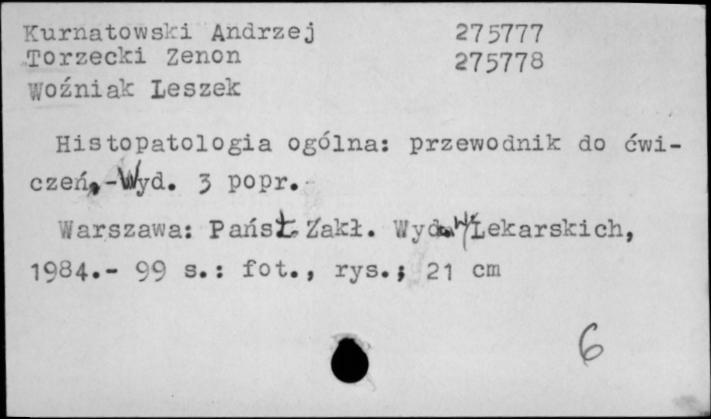 Kurnatowski Andrzej 275777
Torzecki Zenon 275778
Woźniak Leszek
Histopatologia ogólna: przewodnik do ćwi-
czeń.-Wyd. 3 popr.
Warszawa: Państ. Zakł. Wydaw. Lekarskich,
1984.- 99 s.: fot., rys.; 21 cm
6